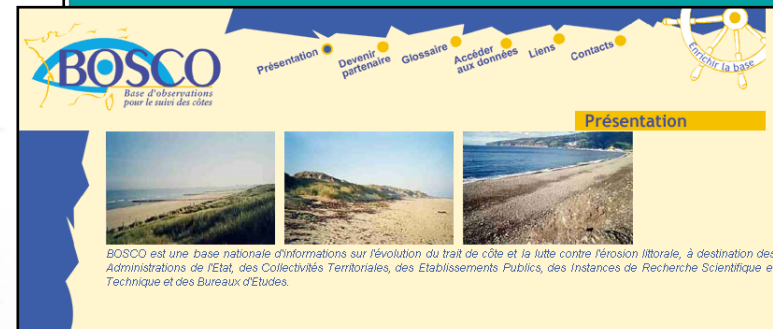 BOSCO
Base d'observations
pour le suivi des côtes
Présentation
Devenir
partenaire
Glossaire
Accéder
aux données
Liens
Contacts
Enrichir la base
Présentation
BOSCO est une base nationale d'informations sur l'évolution du trait de côte et la lutte contre l'érosion littorale, à destination des
Administrations de l'Etat, des Collectivités Territoriales, des Etablissements Publics, des Instances de Recherche Scientifique e
Technique et des Bureaux d'Etudes.